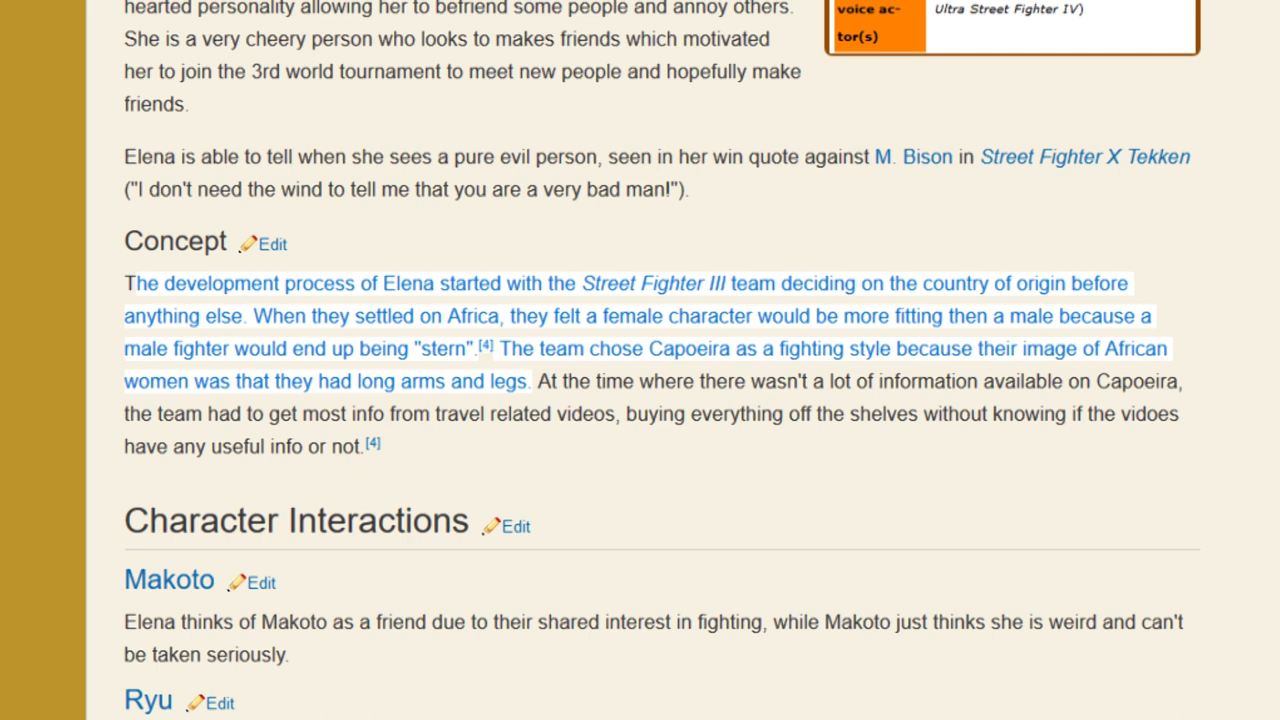 hearted personality allowing her to befriend some people and annoy others.
She is a very cheery person who looks to makes friends which motivated
her to join the 3rd world tournament to meet new people and hopefully make
friends.
voice ac-
tor(s)
Ultra Street Fighter IV)
Elena is able to tell when she sees a pure evil person, seen in her win quote against M. Bison in Street Fighter X Tekken
("I don't need the wind to tell me that you are a very bad man!").
Concept Edit
The development process of Elena started with the Street Fighter III team deciding on the country of origin before
anything else. When they settled on Africa, they felt a female character would be more fitting then a male because a
male fighter would end up being "stern".[4] The team chose Capoeira as a fighting style because their image of African
women was that they had long arms and legs. At the time where there wasn't a lot of information available on Capoeira,
the team had to get most info from travel related videos, buying everything off the shelves without knowing if the vidoes
have any useful info or not.[4]
Character Interactions Edit
Makoto Edit
Elena thinks of Makoto as a friend due to their shared interest in fighting, while Makoto just thinks she is weird and can't
be taken seriously.
Ryu Edit